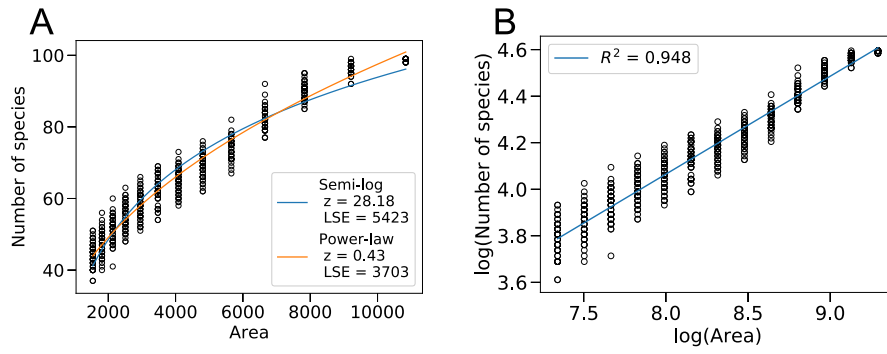 A
Number of species
100
80
60
40
Semi-log
z = 28.18
LSE = 5423
Power-law
z = 0.43
LSE = 3703
2000 4000 6000 8000 10000
Area
B
log(Number of species)
4.6
4.4
4.2
4.0
3.8
3.6
R² = 0.948
7.5 8.0 8.5 9.0
log(Area)